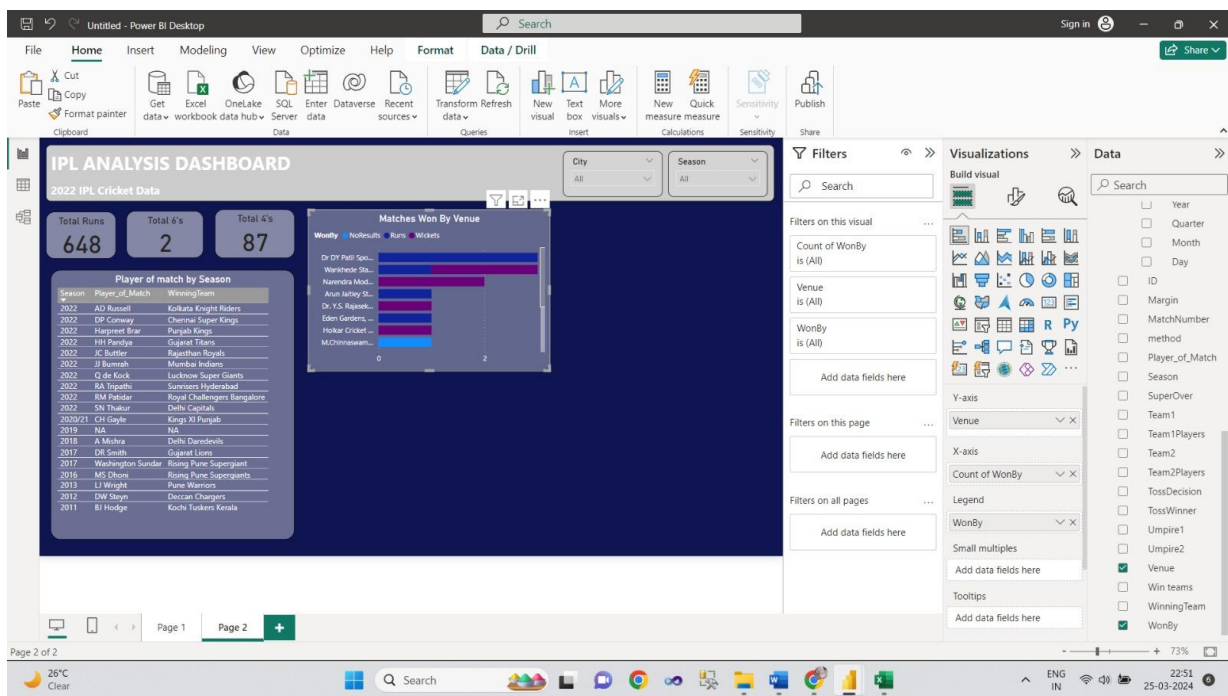 Untitled - Power BI Desktop
Search
Sign in
File Home Insert Modeling View Optimize Help Format Data / Drill
Share
Paste
Cut
Copy
Format painter
Get data
Excel workbook
OneLake data hub
SQL Server
Enter data
Dataverse
Recent sources
Transform data
Refresh
New visual
Text box
More visuals
New measure
Quick measure
Sensitivity
Publish
Clipboard Data Queries Insert Calculations Sensitivity Share
IPL ANALYSIS DASHBOARD
2022 IPL Cricket Data
City
All
Season
All
Total Runs
648
Total 6's
2
Total 4's
87
Player of match by Season
Season Player_of_Match WinningTeam
2022 AD Russell Kolkata Knight Riders
2022 DP Conway Chennai Super Kings
2022 Harpreet Brar Punjab Kings
2022 HH Pandya Gujarat Titans
2022 JC Buttler Rajasthan Royals
2022 JJ Bumrah Mumbai Indians
2022 Q de Kock Lucknow Super Giants
2022 RA Tripathi Sunrisers Hyderabad
2022 RM Patidar Royal Challengers Bangalore
2022 SN Thakur Delhi Capitals
2020/21 CH Gayle Kings XI Punjab
2019 NA NA
2018 A Mishra Delhi Daredevils
2017 DR Smith Gujarat Lions
2017 Washington Sundar Rising Pune Supergiant
2016 MS Dhoni Rising Pune Supergiants
2013 LJ Wright Pune Warriors
2012 DW Steyn Deccan Chargers
2011 BJ Hodge Kochi Tuskers Kerala
Matches Won By Venue
WonBy NoResults Runs Wickets
Dr DY Patil Spo...
Wankhede Sta...
Narendra Mod...
Arun Jaitley St...
Dr. Y.S. Rajasek...
Eden Gardens, ...
Holkar Cricket ...
M.Chinnaswam...
0 2
Filters
Search
Filters on this visual
Count of WonBy
is (All)
Venue
is (All)
WonBy
is (All)
Add data fields here
Filters on this page
Add data fields here
Filters on all pages
Add data fields here
Visualizations
Build visual
R Py
Y-axis
Venue
X-axis
Count of WonBy
Legend
WonBy
Small multiples
Add data fields here
Tooltips
Add data fields here
Data
Search
Year
Quarter
Month
Day
ID
Margin
MatchNumber
method
Player_of_Match
Season
SuperOver
Team1
Team1Players
Team2
Team2Players
TossDecision
TossWinner
Umpire1
Umpire2
Venue
Win teams
WinningTeam
WonBy
Page 1 Page 2
Page 2 of 2
73%
26°C
Clear
Search
ENG
IN
22:51
25-03-2024
6